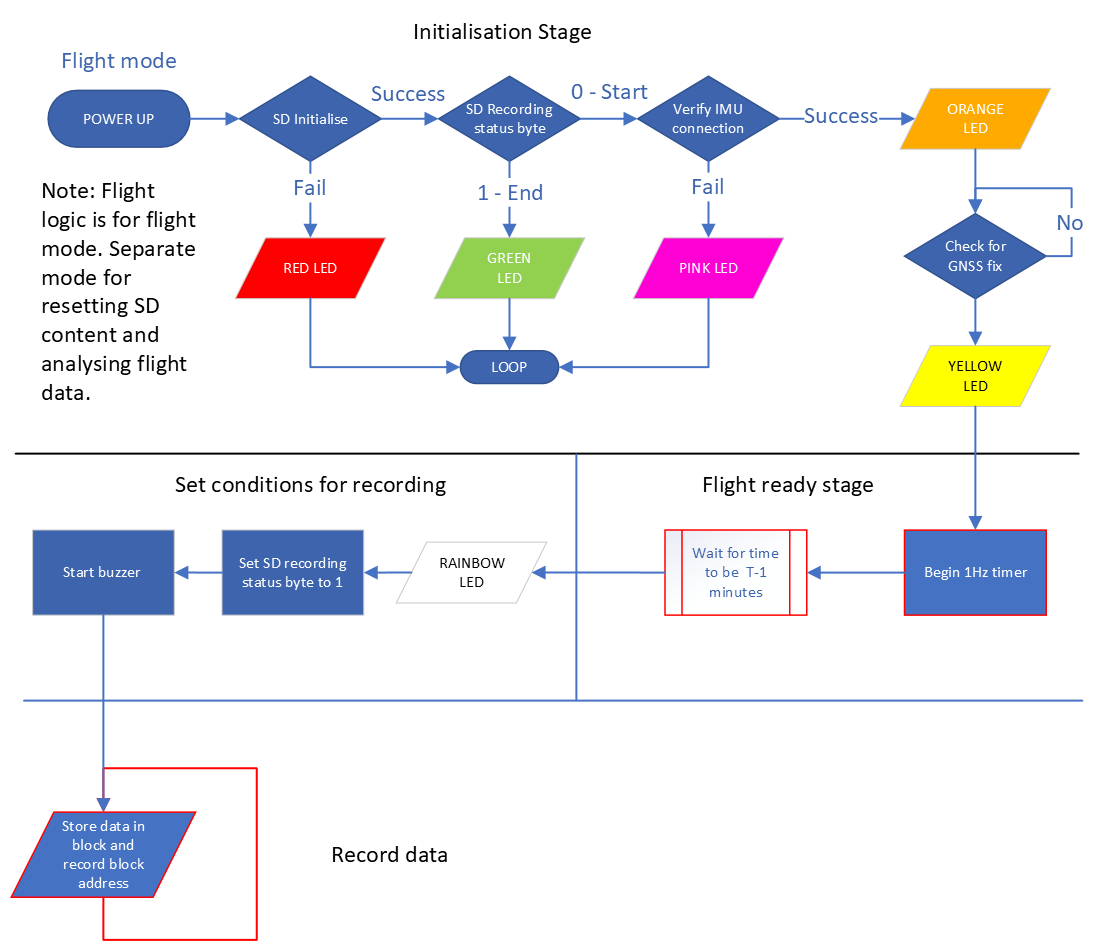 Initialisation Stage
Flight mode
POWER UP
SD Initialise
Success
SD Recording
status byte
0 - Start
Verify IMU
connection
Success
ORANGE
LED
Note: Flight
logic is for flight
mode. Separate
mode for
resetting SD
content and
analysing flight
data.
Fail
1 - End
Fail
No
RED LED
GREEN
LED
PINK LED
Check for
GNSS fix
LOOP
YELLOW
LED
Set conditions for recording
Flight ready stage
Start buzzer
Set SD recording
status byte to 1
RAINBOW
LED
Wait for time
to be T-1
minutes
Begin 1Hz timer
Store data in
block and
record block
address
Record data